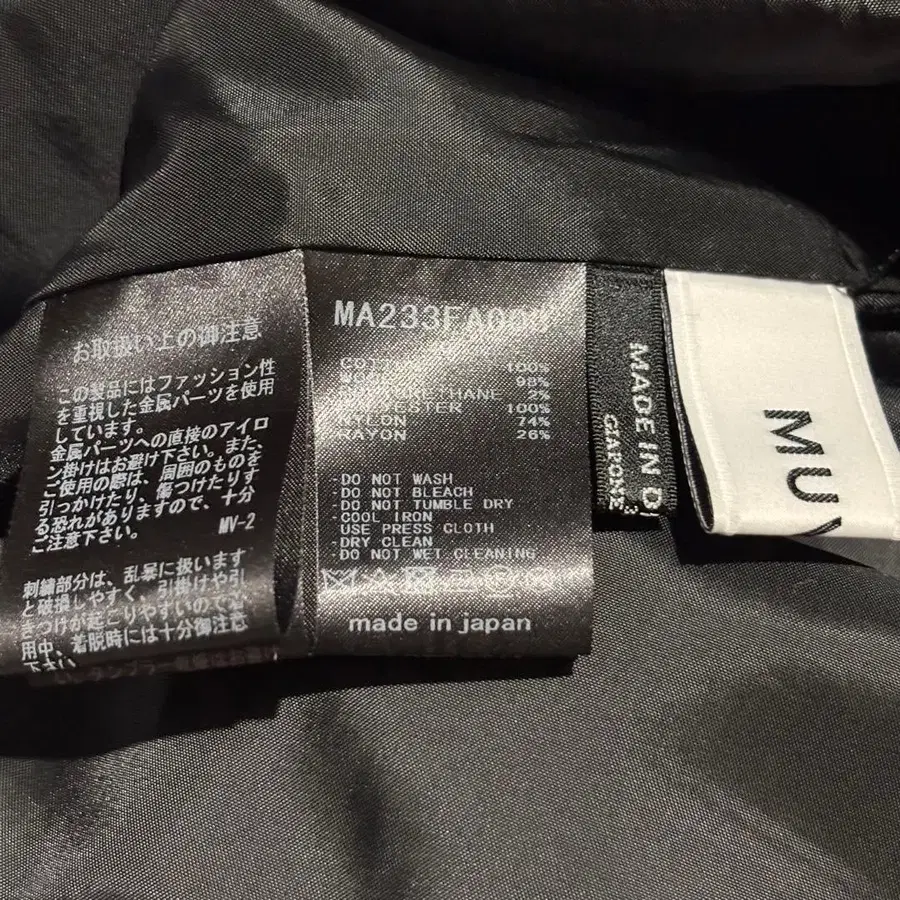 お取扱い上の御注意
この製品にはファッション性
を重視した金属パーツを使用
しています。
金属パーツへの直接のアイロ
ン掛けはお避け下さい。また、
ご使用の際は、周囲のものを
引っかけたり、傷つけたりす
る恐れがありますので、十分
ご注意下さい。
MV-2
刺繍部分は、乱暴に扱います
と破損しやすく、引掛けや引
きつけが起こりやすいので
用中、着脱時には十分御注意
下さい
100%
98%
2%
100%
74%
RAYON 26%
-DO NOT WASH
-DO NOT BLEACH
-DO NOT TUMBLE DRY
-COOL IRON
USE PRESS CLOTH
-DRY CLEAN
-DO NOT WET CLEANING
made in japan
MADE IN
GIAPONE
3
MU